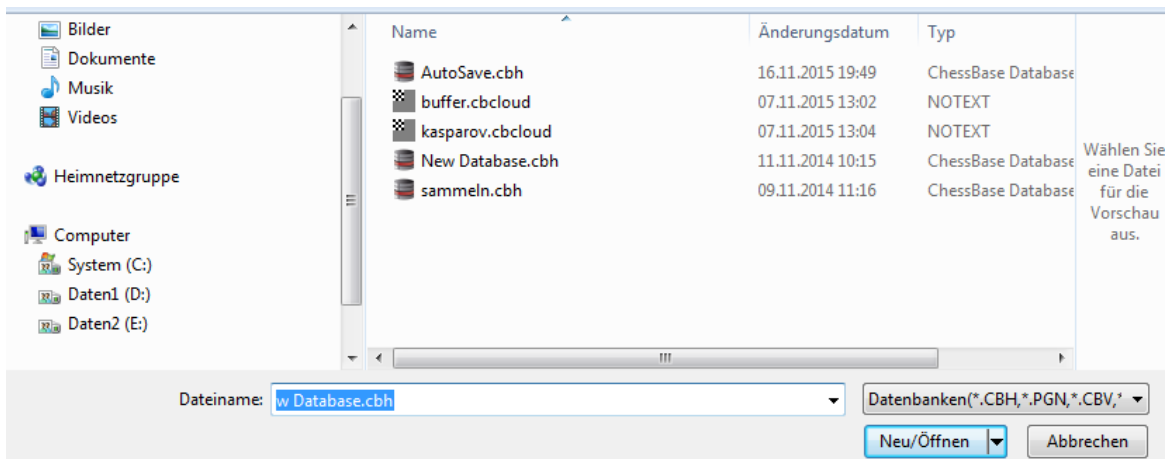 Bilder
Dokumente
Musik
Videos
Heimnetzgruppe
Computer
System (C:)
Daten1 (D:)
Daten2 (E:)
Name Änderungsdatum Typ
AutoSave.cbh 16.11.2015 19:49 ChessBase Database
buffer.cbcloud 07.11.2015 13:02 NOTEXT
kasparov.cbcloud 07.11.2015 13:04 NOTEXT
New Database.cbh 11.11.2014 10:15 ChessBase Database
sammeln.cbh 09.11.2014 11:16 ChessBase Database
Wählen Sie
eine Datei
für die
Vorschau
aus.
Dateiname: w Database.cbh Datenbanken(*.CBH,*.PGN,*.CBV,*
Neu/Öffnen Abbrechen